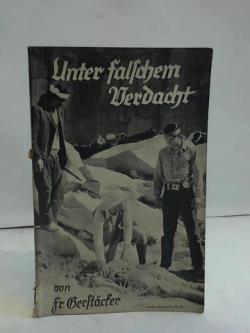 Unter falschem
Verdacht
von
Fr. Gerstäcker